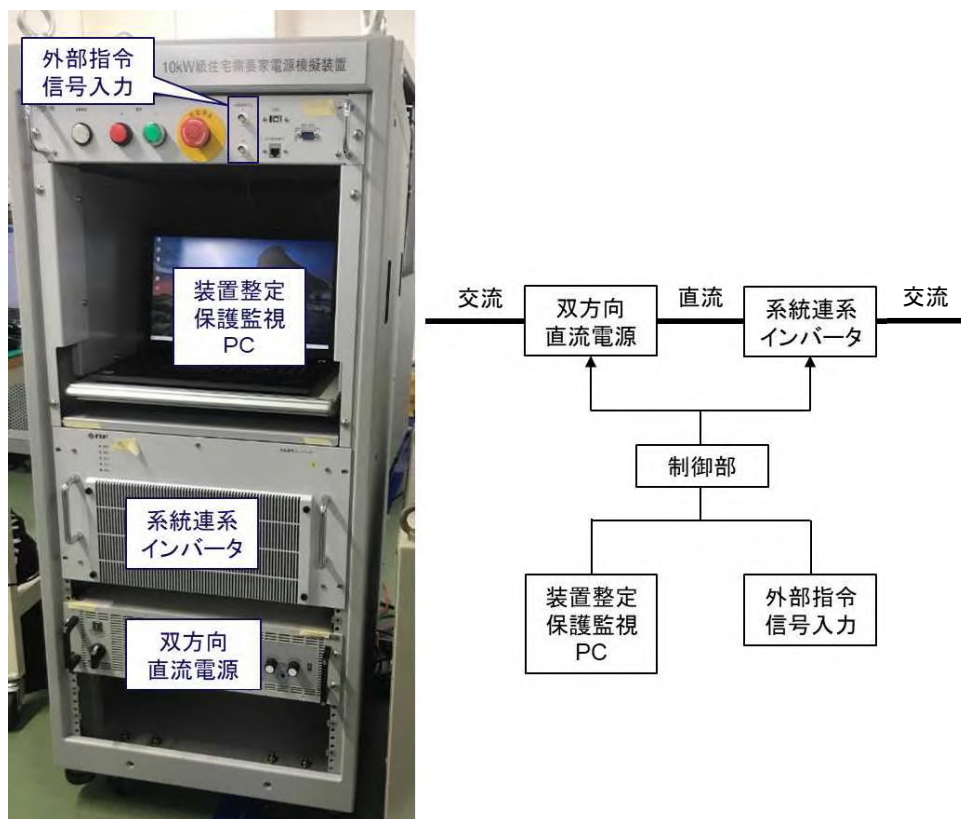 外部指令
信号入力
10kW級住宅需要家電源模擬装置
装置整定
保護監視
PC
系統連系
インバータ
双方向
直流電源
交流
双方向
直流電源
直流
系統連系
インバータ
交流
制御部
装置整定
保護監視
PC
外部指令
信号入力